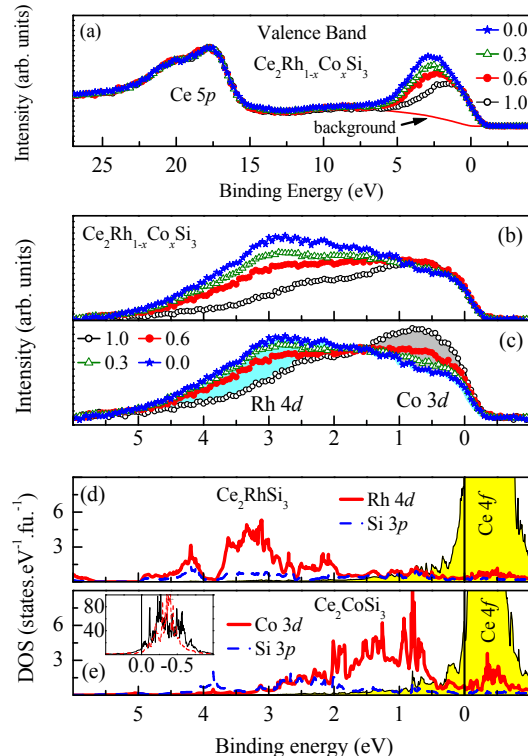 (a)
Valence Band
Ce₂Rh₁₋ₓCoₓSi₃
0.0
0.3
0.6
1.0
Ce 5p
background
Intensity (arb. units)
25 20 15 10 5 0
Binding Energy (eV)
Ce₂Rh₁₋ₓCoₓSi₃
(b)
Intensity (arb. units)
1.0 0.6
0.3 0.0
(c)
Rh 4d
Co 3d
5 4 3 2 1 0
(d)
Ce₂RhSi₃
Rh 4d
Si 3p
Ce 4f
6
3
DOS (states.eV⁻¹.fu.⁻¹)
80
40
0.0 -0.5
Ce₂CoSi₃
Co 3d
Si 3p
Ce 4f
6
3
0
(e)
5 4 3 2 1 0
Binding energy (eV)